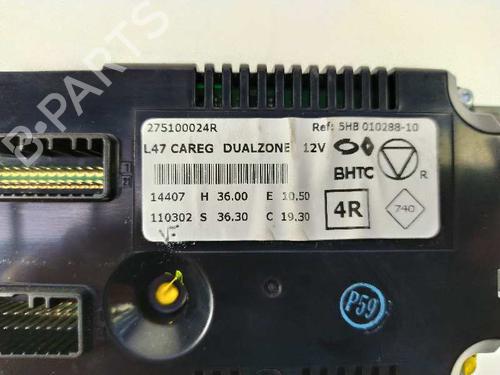 275100024R Ref: 5HB 010288-10
L47 CAREG DUALZONE 12V
BHTC R
14407 H 36.00 E 10,50
4R 740
110302 S 36.30 C 19.30
P59
B-PARTS